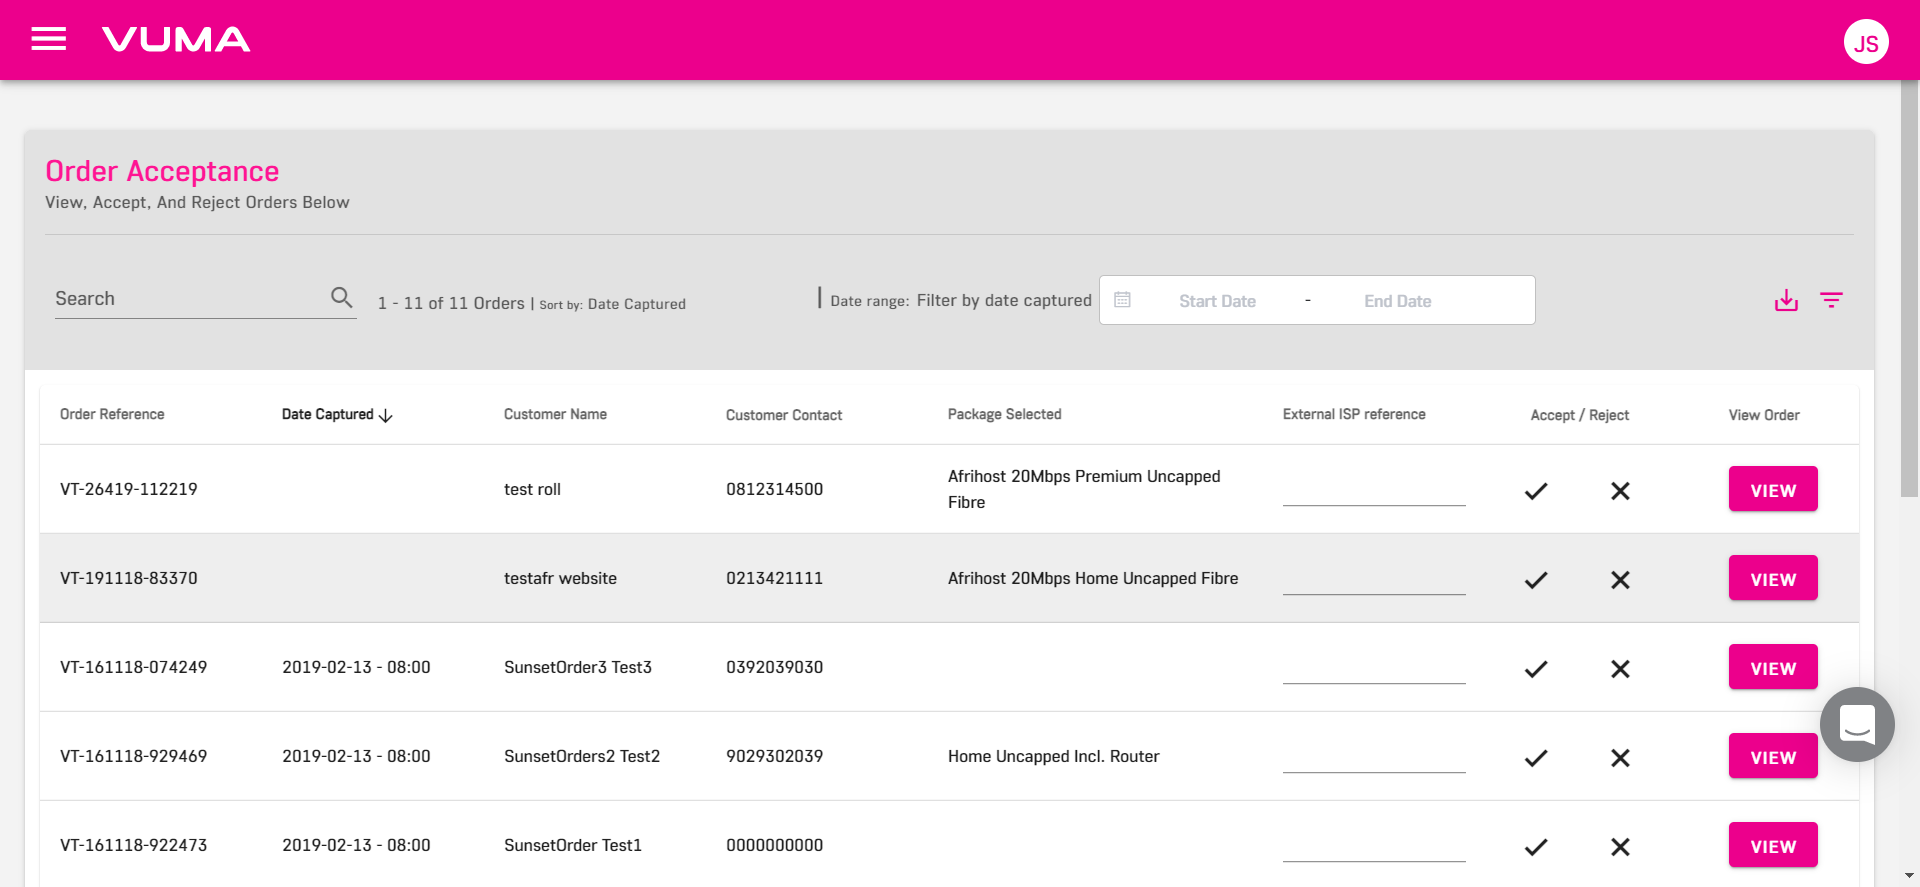 VUMA
JS
Order Acceptance
View, Accept, And Reject Orders Below
Search
1 - 11 of 11 Orders | Sort by: Date Captured
Date range: Filter by date captured
Start Date - End Date
Order Reference Date Captured Customer Name Customer Contact Package Selected External ISP reference Accept / Reject View Order
VT-26419-112219 test roll 0812314500 Afrihost 20Mbps Premium Uncapped
Fibre
VIEW
VT-191118-83370 testafr website 0213421111 Afrihost 20Mbps Home Uncapped Fibre VIEW
VT-161118-074249 2019-02-13 - 08:00 SunsetOrder3 Test3 0392039030 VIEW
VT-161118-929469 2019-02-13 - 08:00 SunsetOrders2 Test2 9029302039 Home Uncapped Incl. Router VIEW
VT-161118-922473 2019-02-13 - 08:00 SunsetOrder Test1 0000000000 VIEW